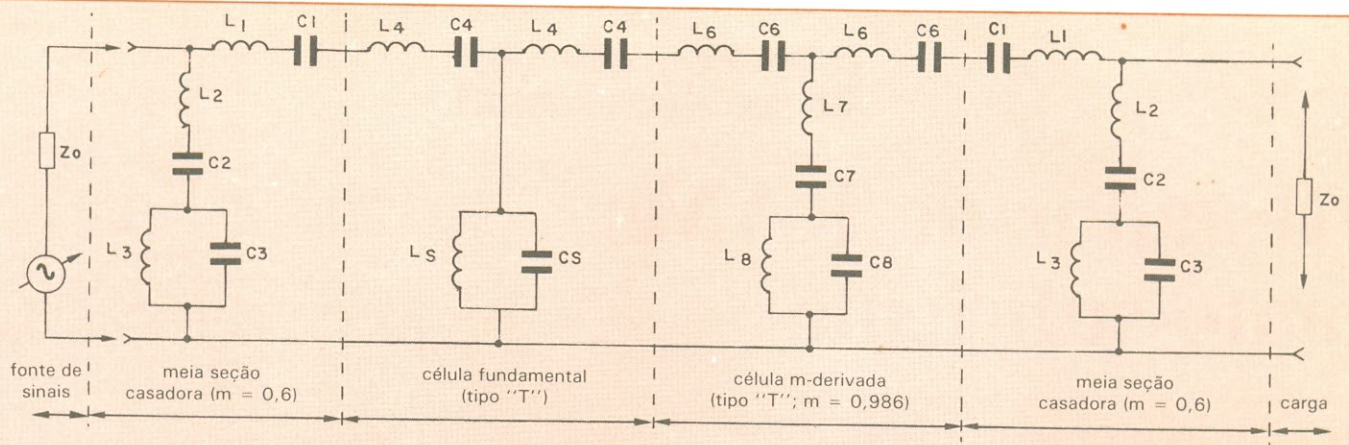 L1 C1 L4 C4 L4 C4 L6 C6 L6 C6 C1 L1
L2 L7 L2
Zo C2 C7 C2 Zo
L3 C3 LS CS L8 C8 L3 C3
fonte de sinais
meia seção
casadora (m = 0,6)
célula fundamental
(tipo "T")
célula m-derivada
(tipo "T"; m = 0,986)
meia seção
casadora (m = 0,6)
carga